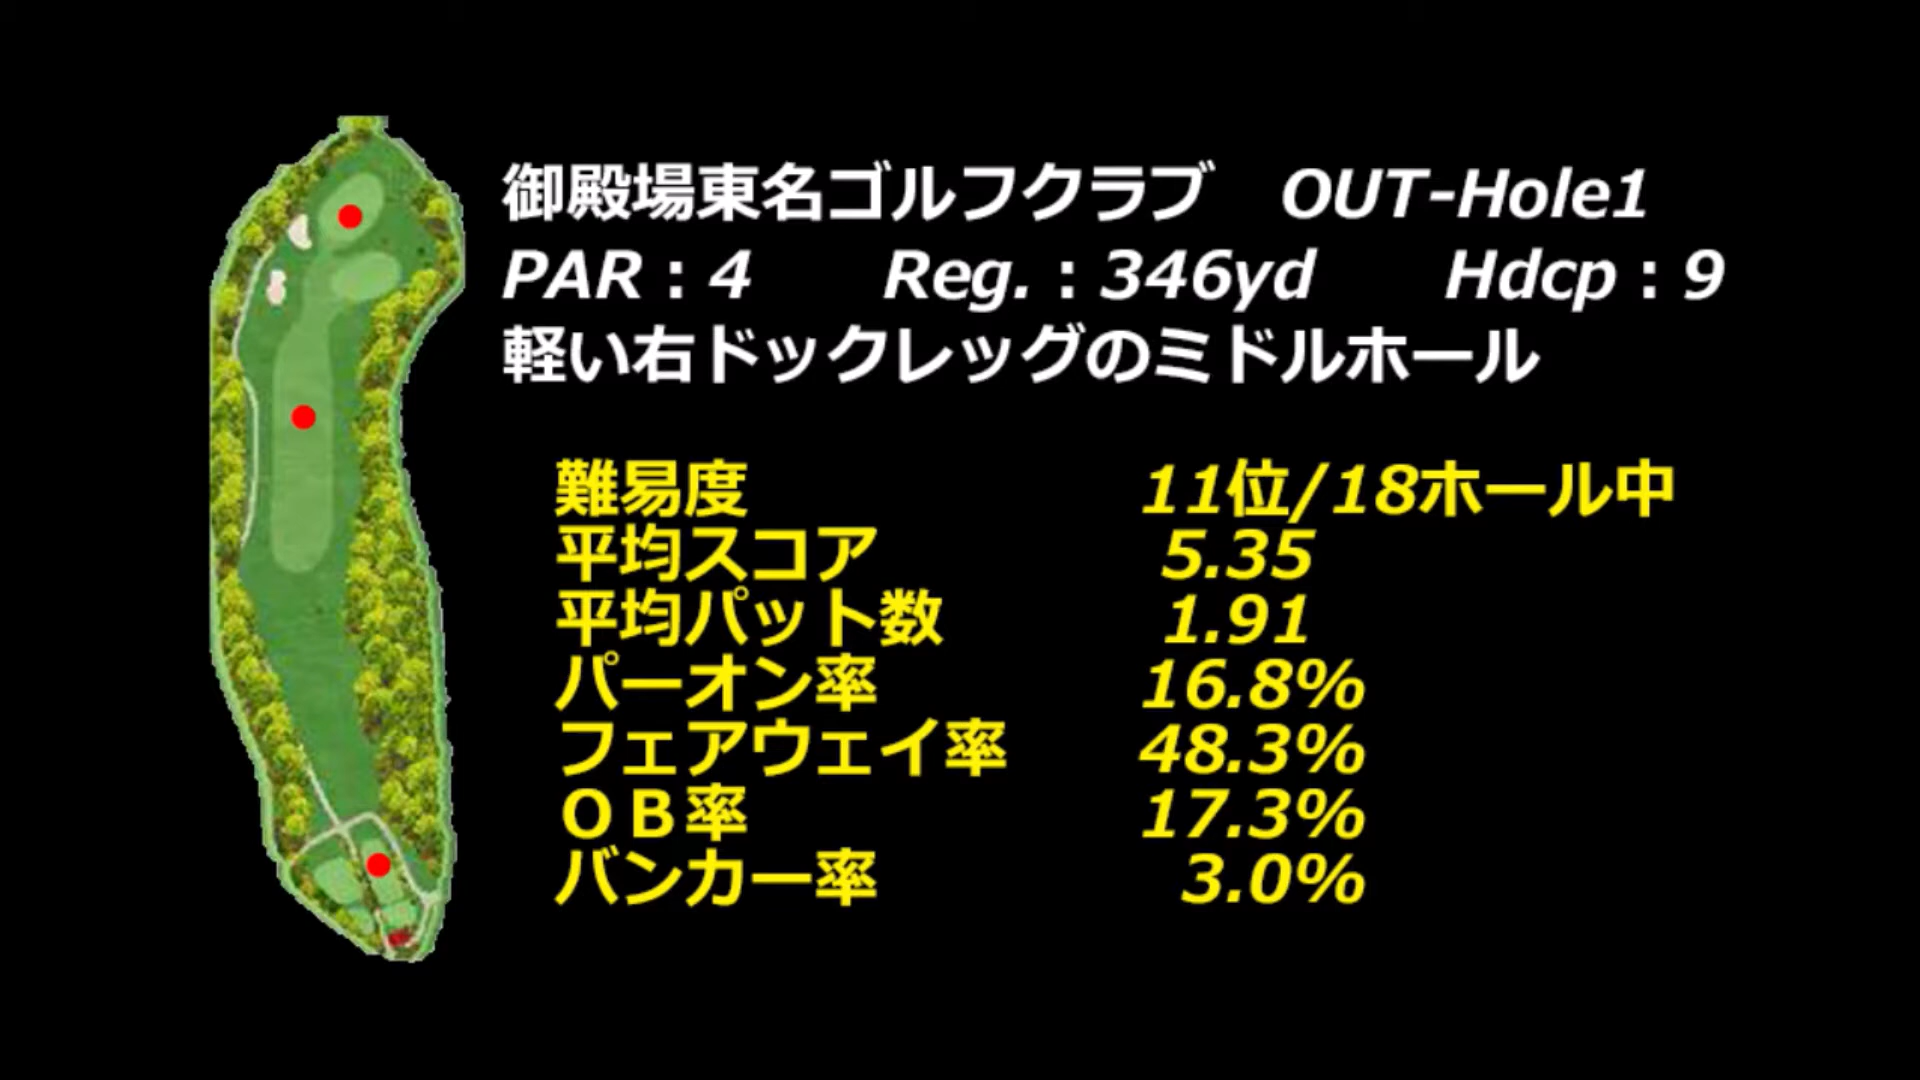 御殿場東名ゴルフクラブ　OUT-Hole1
PAR：4　Reg.：346yd　Hdcp：9
軽い右ドックレッグのミドルホール
難易度　11位/18ホール中
平均スコア　5.35
平均パット数　1.91
パーオン率　16.8%
フェアウェイ率　48.3%
ＯＢ率　17.3%
バンカー率　3.0%